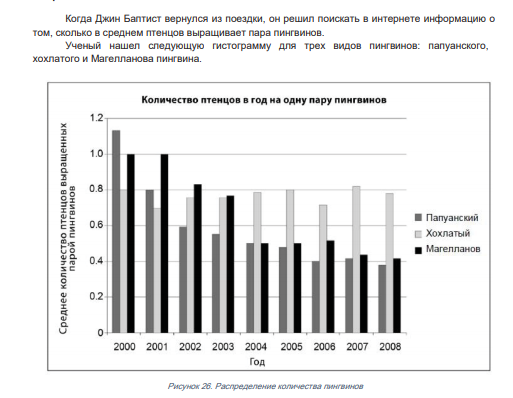 Когда Джин Баптист вернулся из поездки, он решил поискать в интернете информацию о
том, сколько в среднем птенцов выращивает пара пингвинов.
Ученый нашел следующую гистограмму для трех видов пингвинов: папуанского,
хохлатого и Магелланова пингвина.
Количество птенцов в год на одну пару пингвинов
Среднее количество птенцов выращенных
парой пингвинов
1.2
1.0
0.8
0.6
0.4
0.2
0
2000 2001 2002 2003 2004 2005 2006 2007 2008
Год
Папуанский
Хохлатый
Магелланов
Рисунок 26. Распределение количества пингвинов